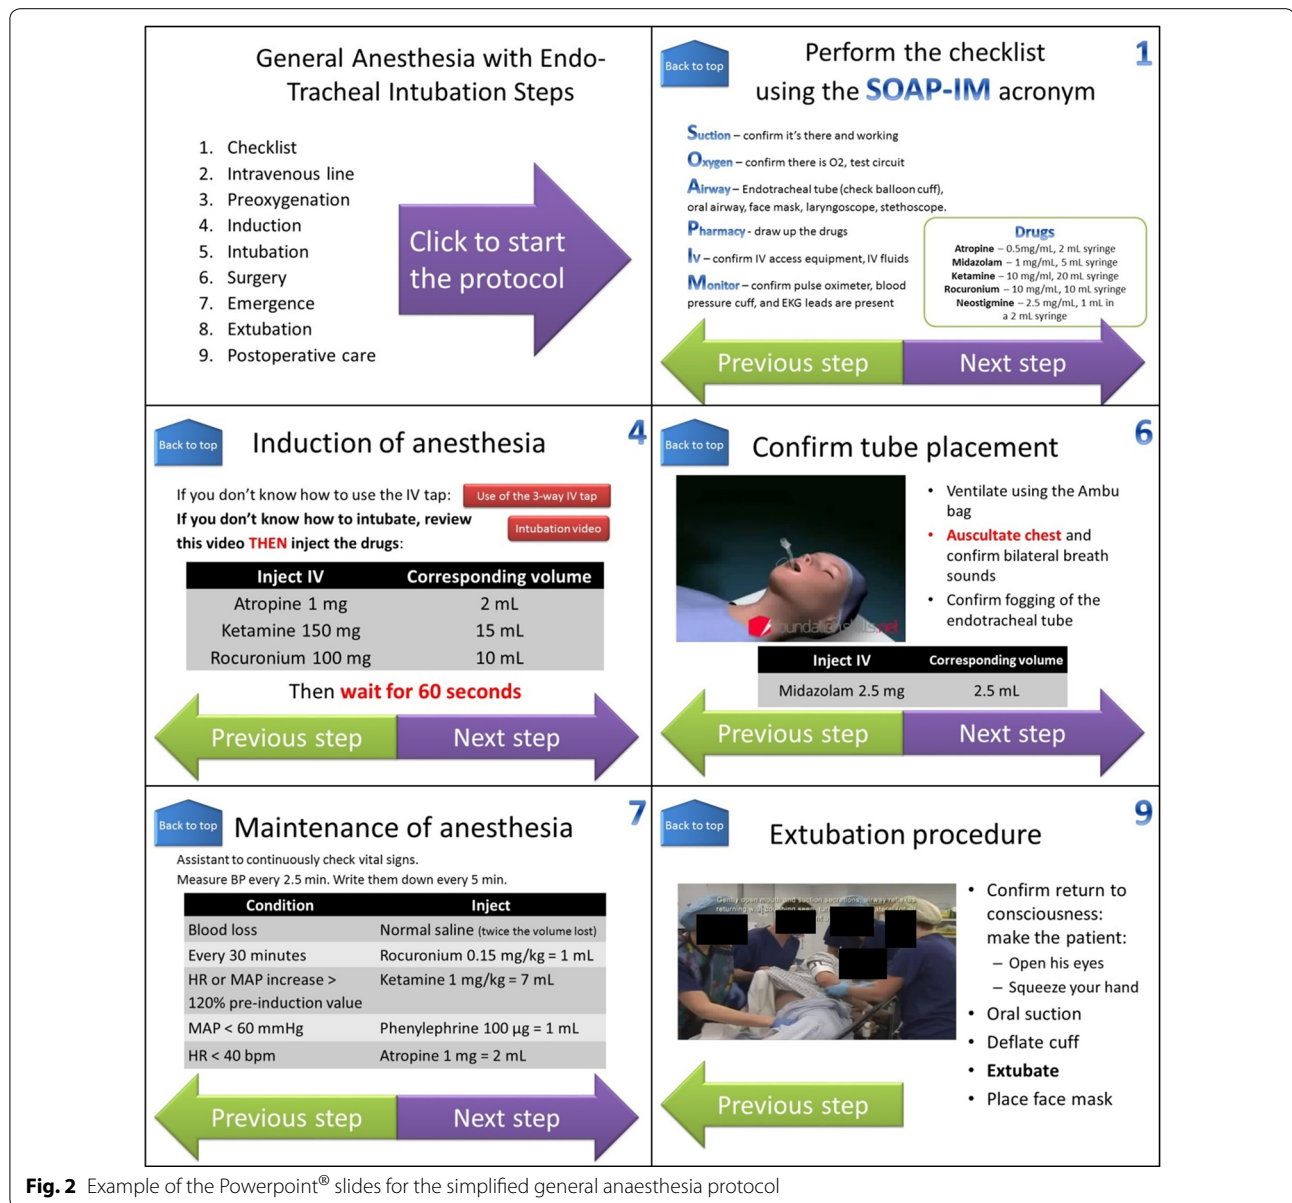 General Anesthesia with Endo-
Tracheal Intubation Steps
1. Checklist
2. Intravenous line
3. Preoxygenation
4. Induction
5. Intubation
6. Surgery
7. Emergence
8. Extubation
9. Postoperative care
Click to start
the protocol
Back to top
1
Perform the checklist
using the SOAP-IM acronym
Suction – confirm it's there and working
Oxygen – confirm there is O2, test circuit
Airway – Endotracheal tube (check balloon cuff),
oral airway, face mask, laryngoscope, stethoscope.
Pharmacy - draw up the drugs
Iv – confirm IV access equipment, IV fluids
Monitor – confirm pulse oximeter, blood
pressure cuff, and EKG leads are present
Drugs
Atropine – 0.5mg/mL, 2 mL syringe
Midazolam – 1 mg/mL, 5 mL syringe
Ketamine – 10 mg/ml, 20 mL syringe
Rocuronium – 10 mg/mL, 10 mL syringe
Neostigmine – 2.5 mg/mL, 1 mL in
a 2 mL syringe
Previous step
Next step
Back to top
4
Induction of anesthesia
If you don't know how to use the IV tap:
Use of the 3-way IV tap
If you don't know how to intubate, review
this video THEN inject the drugs:
Intubation video
Inject IV Corresponding volume
Atropine 1 mg 2 mL
Ketamine 150 mg 15 mL
Rocuronium 100 mg 10 mL
Then wait for 60 seconds
Previous step
Next step
Back to top
6
Confirm tube placement
• Ventilate using the Ambu
bag
• Auscultate chest and
confirm bilateral breath
sounds
• Confirm fogging of the
endotracheal tube
Inject IV Corresponding volume
Midazolam 2.5 mg 2.5 mL
Previous step
Next step
Back to top
7
Maintenance of anesthesia
Assistant to continuously check vital signs.
Measure BP every 2.5 min. Write them down every 5 min.
Condition Inject
Blood loss Normal saline (twice the volume lost)
Every 30 minutes Rocuronium 0.15 mg/kg = 1 mL
HR or MAP increase > Ketamine 1 mg/kg = 7 mL
120% pre-induction value
MAP < 60 mmHg Phenylephrine 100 µg = 1 mL
HR < 40 bpm Atropine 1 mg = 2 mL
Previous step
Next step
Back to top
9
Extubation procedure
Gently open mouth and suction secretions, airway reflexes
returning with
• Confirm return to
consciousness:
make the patient:
– Open his eyes
– Squeeze your hand
• Oral suction
• Deflate cuff
• Extubate
• Place face mask
Previous step
Fig. 2 Example of the Powerpoint® slides for the simplified general anaesthesia protocol